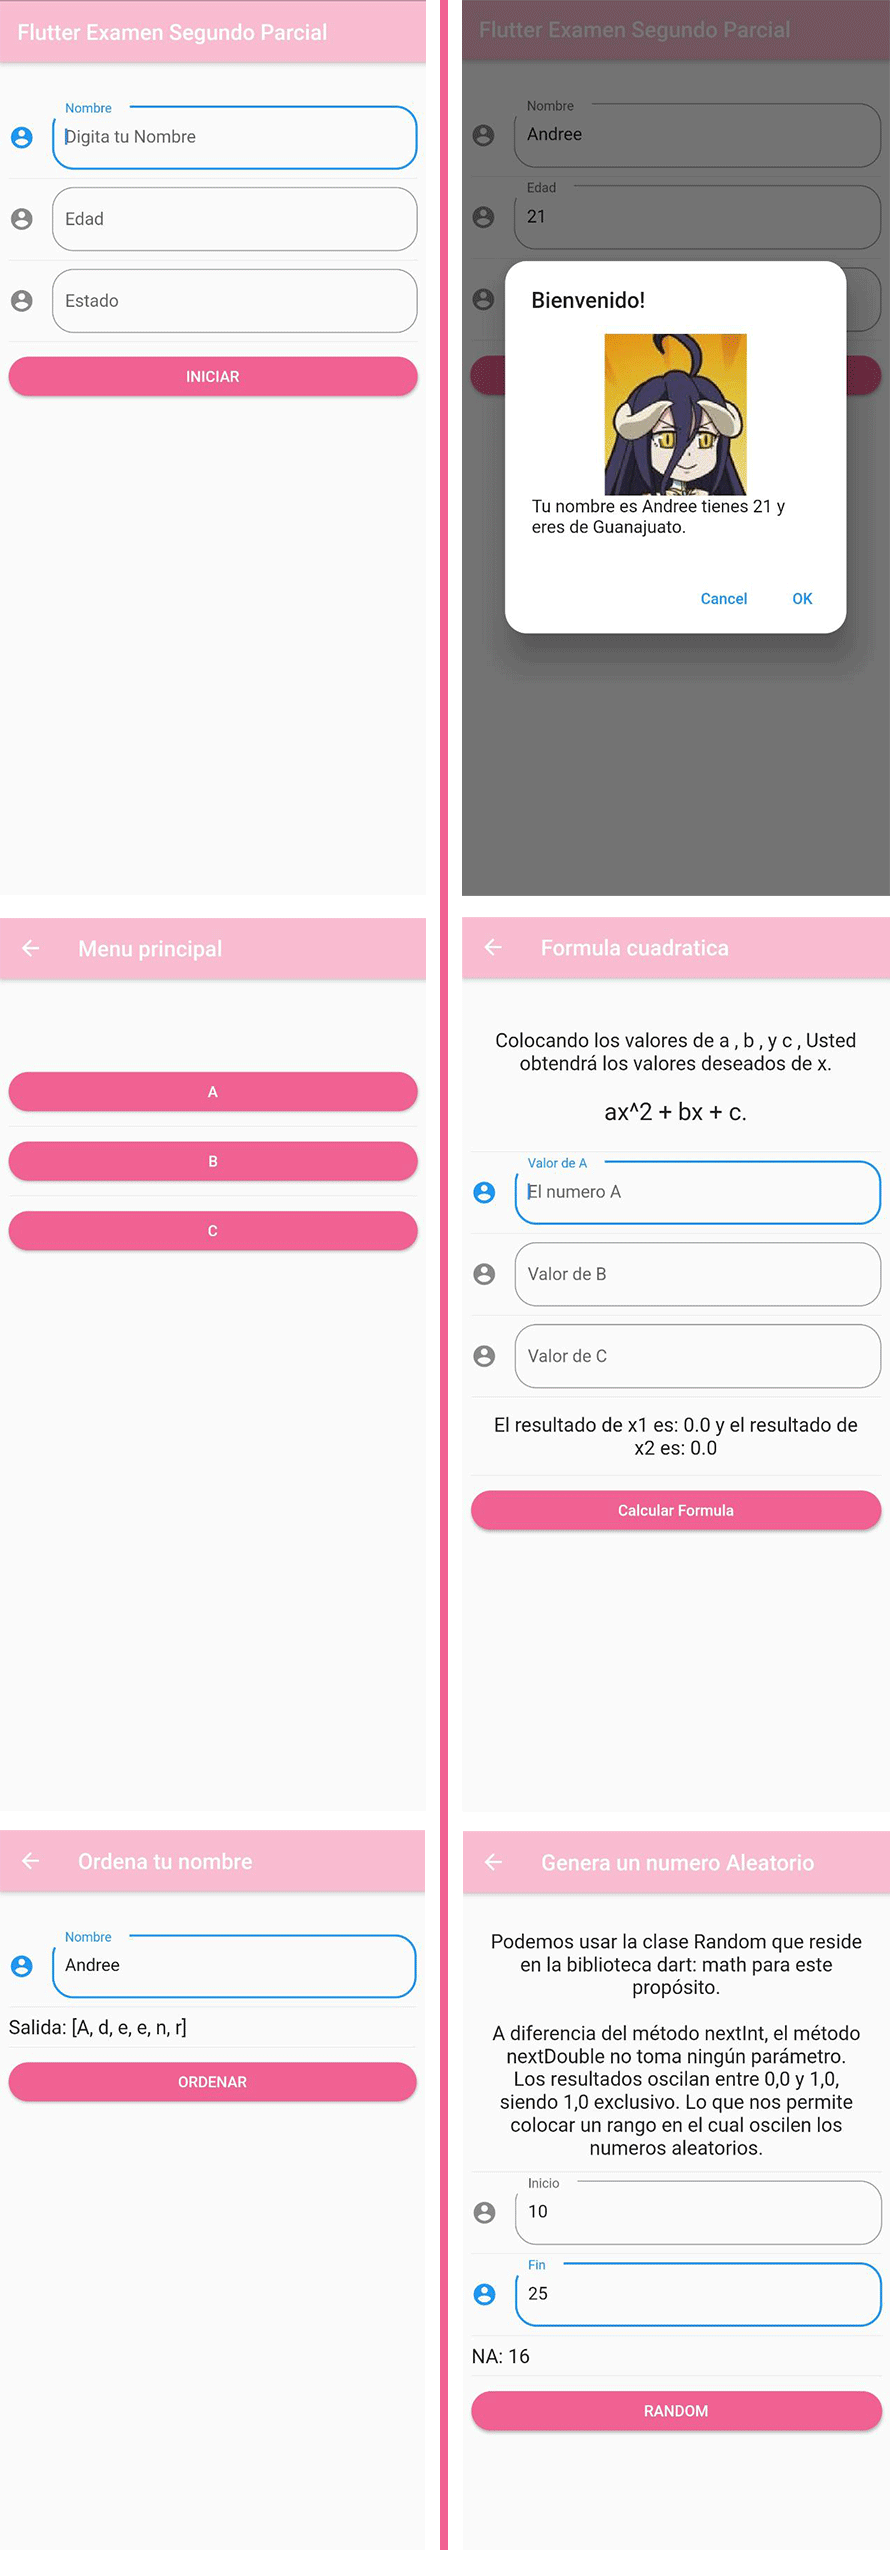 Flutter Examen Segundo Parcial
Nombre
Digita tu Nombre
Edad
Estado
INICIAR
Flutter Examen Segundo Parcial
Nombre
Andree
Edad
21
Bienvenido!
Tu nombre es Andree tienes 21 y
eres de Guanajuato.
Cancel
OK
Menu principal
A
B
C
Formula cuadratica
Colocando los valores de a , b , y c , Usted
obtendrá los valores deseados de x.
ax^2 + bx + c.
Valor de A
El numero A
Valor de B
Valor de C
El resultado de x1 es: 0.0 y el resultado de
x2 es: 0.0
Calcular Formula
Ordena tu nombre
Nombre
Andree
Salida: [A, d, e, e, n, r]
ORDENAR
Genera un numero Aleatorio
Podemos usar la clase Random que reside
en la biblioteca dart: math para este
propósito.
A diferencia del método nextInt, el método
nextDouble no toma ningún parámetro.
Los resultados oscilan entre 0,0 y 1,0,
siendo 1,0 exclusivo. Lo que nos permite
colocar un rango en el cual oscilen los
numeros aleatorios.
Inicio
10
Fin
25
NA: 16
RANDOM